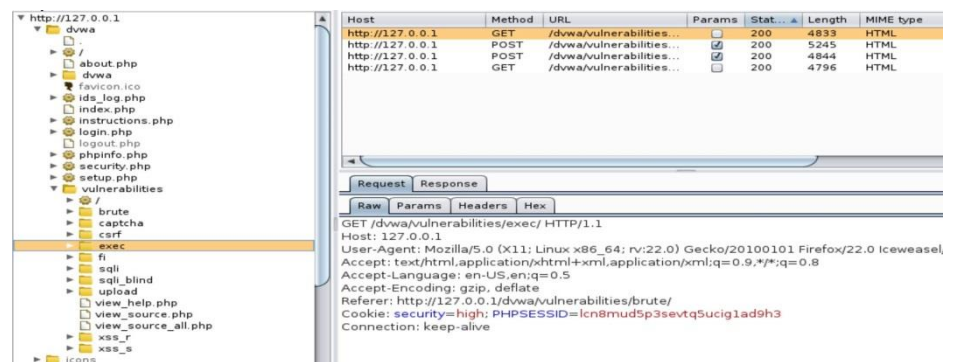 http://127.0.0.1
dvwa
.
/
about.php
dvwa
favicon.ico
ids_log.php
index.php
instructions.php
login.php
logout.php
phpinfo.php
security.php
setup.php
vulnerabilities
/
brute
captcha
csrf
exec
fi
sqli
sqli_blind
upload
view_help.php
view_source.php
view_source_all.php
xss_r
xss_s
icons
Host Method URL Params Stat... Length MIME type
http://127.0.0.1 GET /dvwa/vulnerabilities... 200 4833 HTML
http://127.0.0.1 POST /dvwa/vulnerabilities... 200 5245 HTML
http://127.0.0.1 POST /dvwa/vulnerabilities... 200 4844 HTML
http://127.0.0.1 GET /dvwa/vulnerabilities... 200 4796 HTML
Request Response
Raw Params Headers Hex
GET /dvwa/vulnerabilities/exec/ HTTP/1.1
Host: 127.0.0.1
User-Agent: Mozilla/5.0 (X11; Linux x86_64; rv:22.0) Gecko/20100101 Firefox/22.0 Iceweasel/
Accept: text/html,application/xhtml+xml,application/xml;q=0.9,*/*;q=0.8
Accept-Language: en-US,en;q=0.5
Accept-Encoding: gzip, deflate
Referer: http://127.0.0.1/dvwa/vulnerabilities/brute/
Cookie: security=high; PHPSESSID=lcn8mud5p3sevtq5ucig1ad9h3
Connection: keep-alive